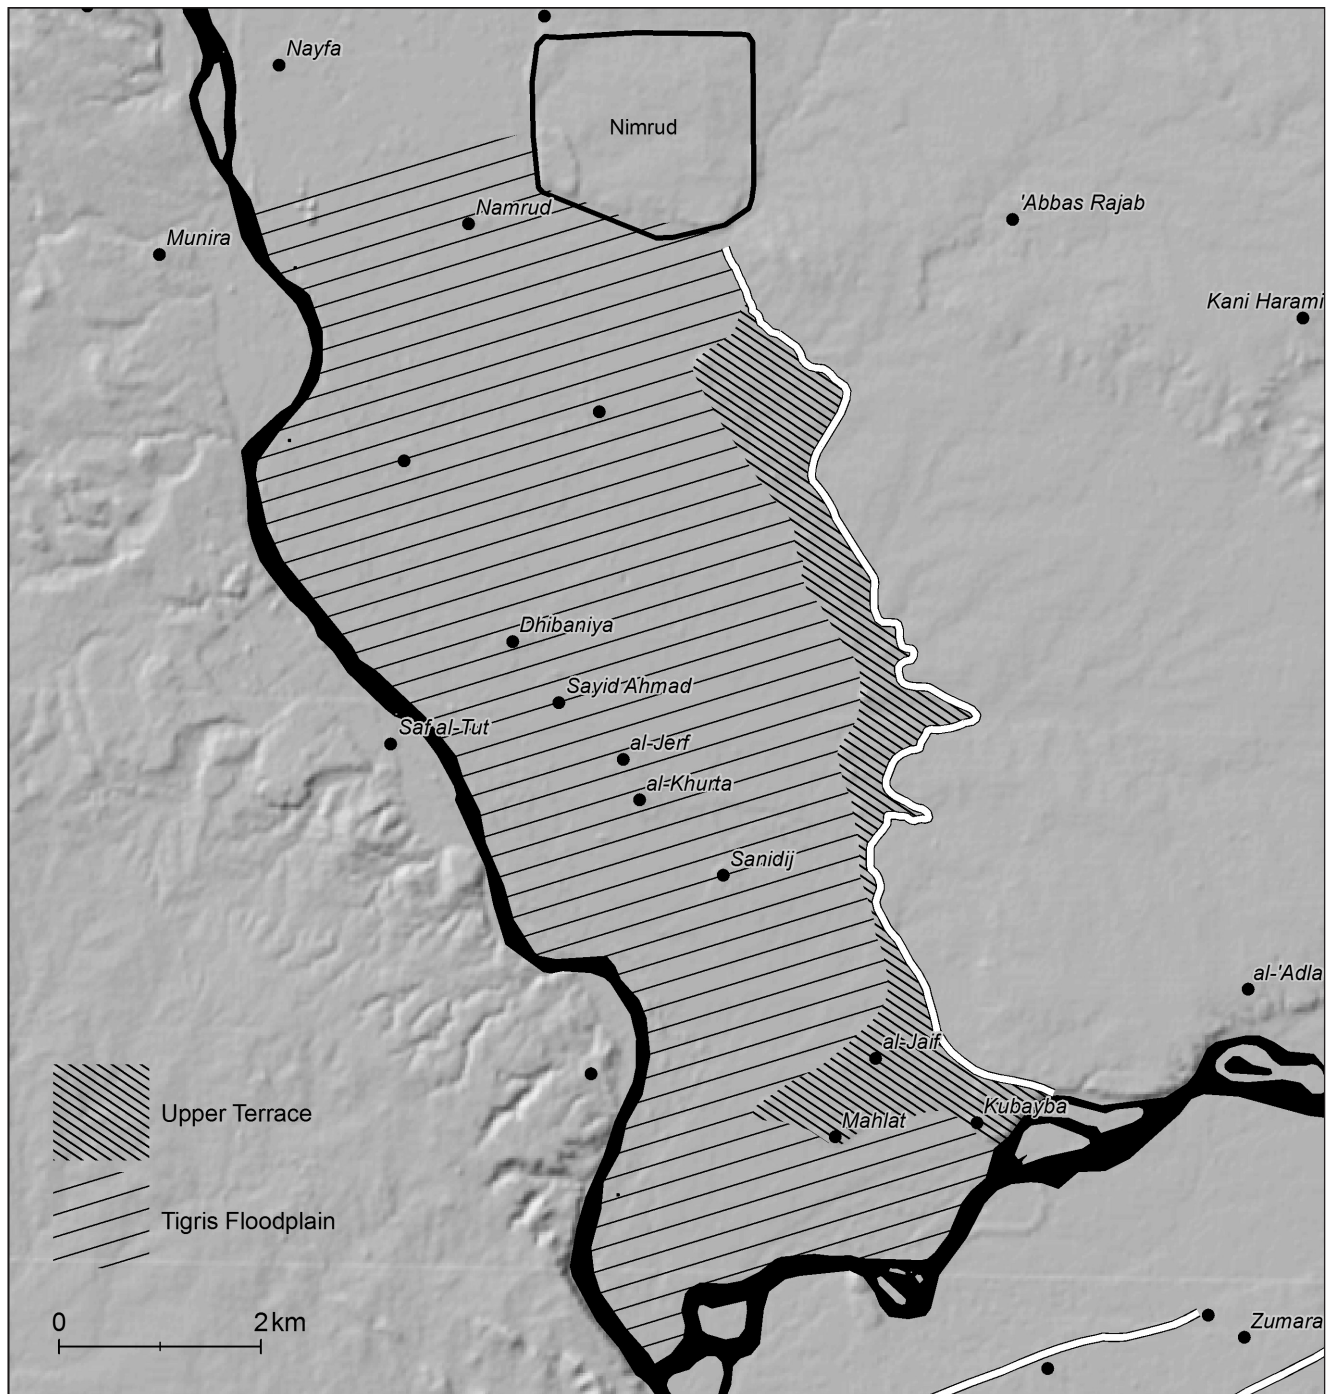 Nayfa
Nimrud
'Abbas Rajab
Namrud
Munira
Kani Harami
Dhibaniya
Sayid Ahmad
Saf al-Tut
al-Jerf
al-Khurta
Sanidij
al-'Adla
al-Jaif
Kubayba
Mahlat
Upper Terrace
Tigris Floodplain
0 2 km
Zumara